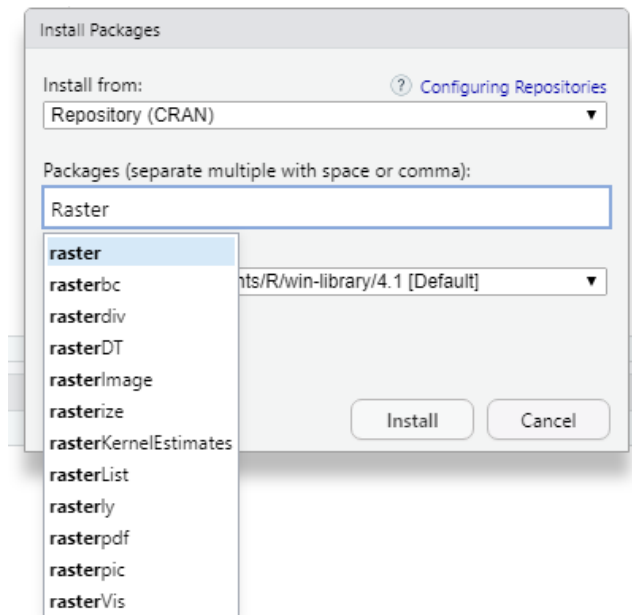 Install Packages
Install from:
? Configuring Repositories
Repository (CRAN)
Packages (separate multiple with space or comma):
Raster
raster
rasterbc
nts/R/win-library/4.1 [Default]
rasterdiv
rasterDT
rasterImage
rasterize
Install
Cancel
rasterKernelEstimates
rasterList
rasterly
rasterpdf
rasterpic
rasterVis